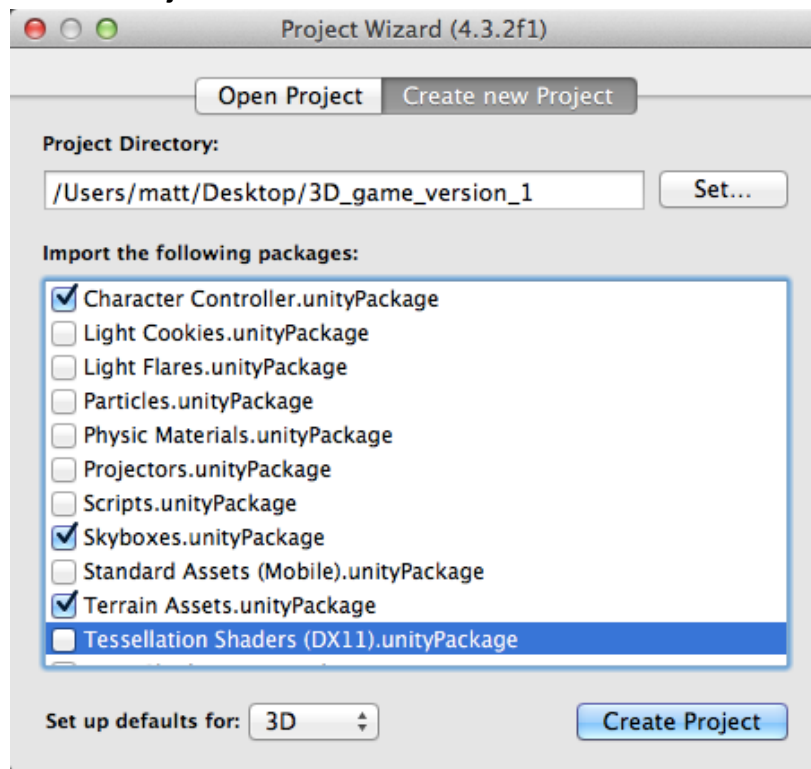 Project Wizard (4.3.2f1)
Open Project Create new Project
Project Directory:
/Users/matt/Desktop/3D_game_version_1 Set...
Import the following packages:
Character Controller.unityPackage
Light Cookies.unityPackage
Light Flares.unityPackage
Particles.unityPackage
Physic Materials.unityPackage
Projectors.unityPackage
Scripts.unityPackage
Skyboxes.unityPackage
Standard Assets (Mobile).unityPackage
Terrain Assets.unityPackage
Tessellation Shaders (DX11).unityPackage
Set up defaults for: 3D Create Project